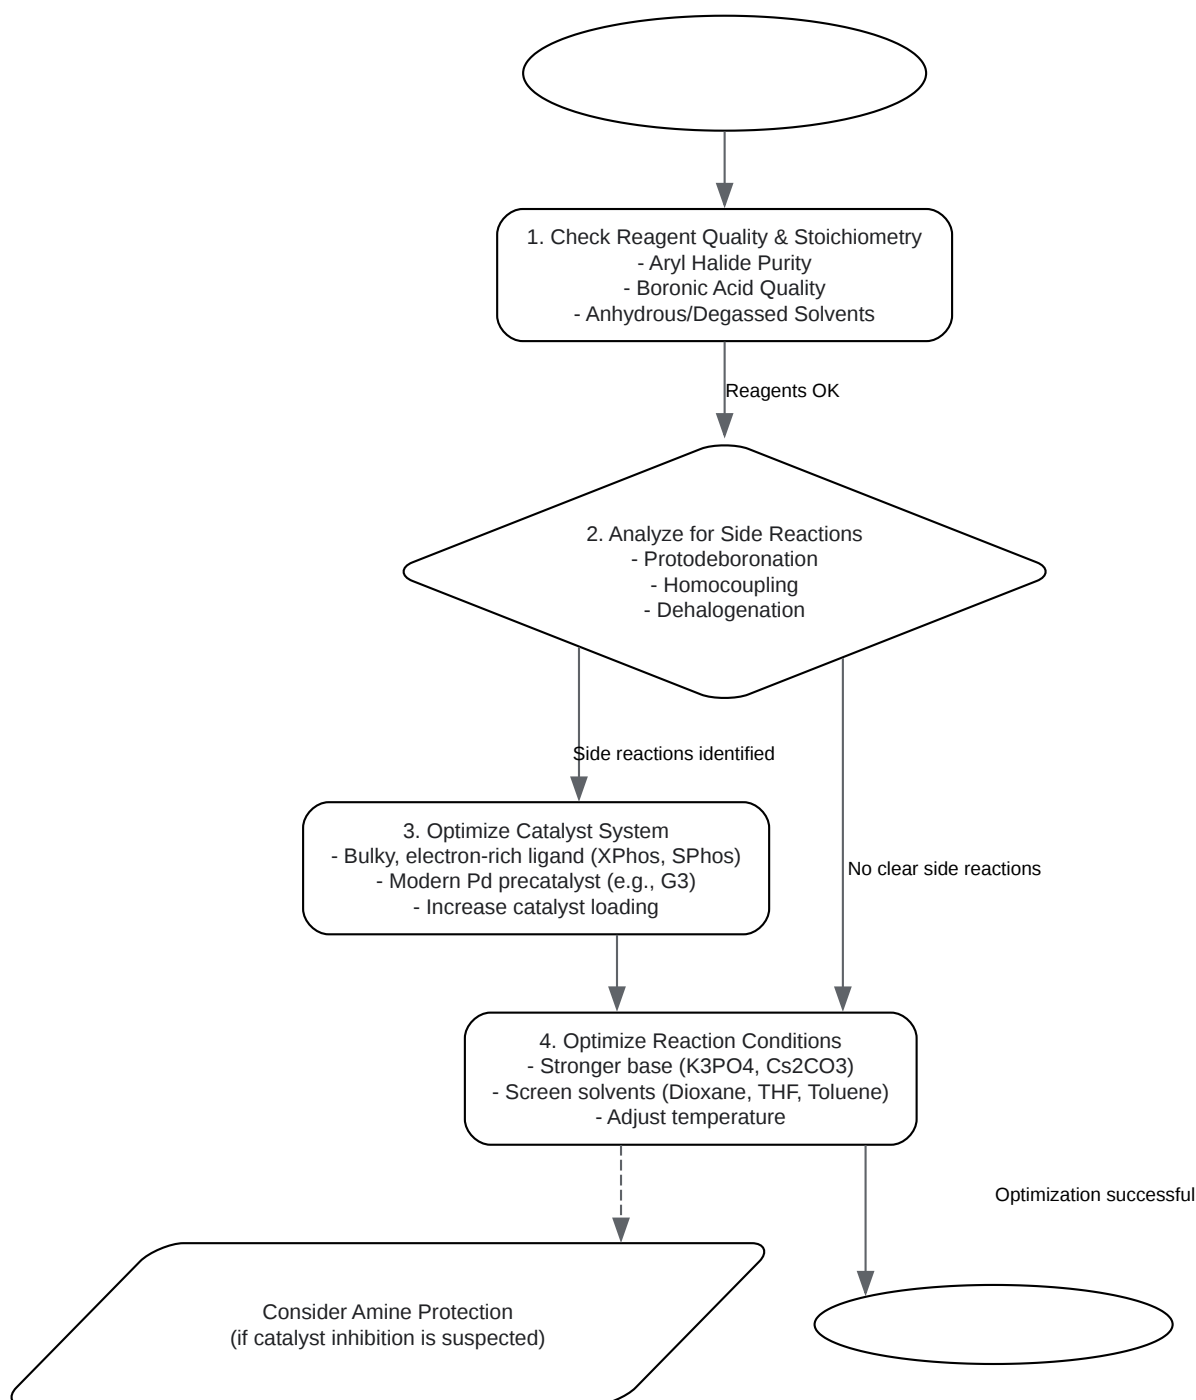 1. Check Reagent Quality & Stoichiometry
- Aryl Halide Purity
- Boronic Acid Quality
- Anhydrous/Degassed Solvents
Reagents OK
2. Analyze for Side Reactions
- Protodeboronation
- Homocoupling
- Dehalogenation
Side reactions identified
3. Optimize Catalyst System
- Bulky, electron-rich ligand (XPhos, SPhos)
- Modern Pd precatalyst (e.g., G3)
- Increase catalyst loading
No clear side reactions
4. Optimize Reaction Conditions
- Stronger base (K3PO4, Cs2CO3)
- Screen solvents (Dioxane, THF, Toluene)
- Adjust temperature
Optimization successful
Consider Amine Protection
(if catalyst inhibition is suspected)